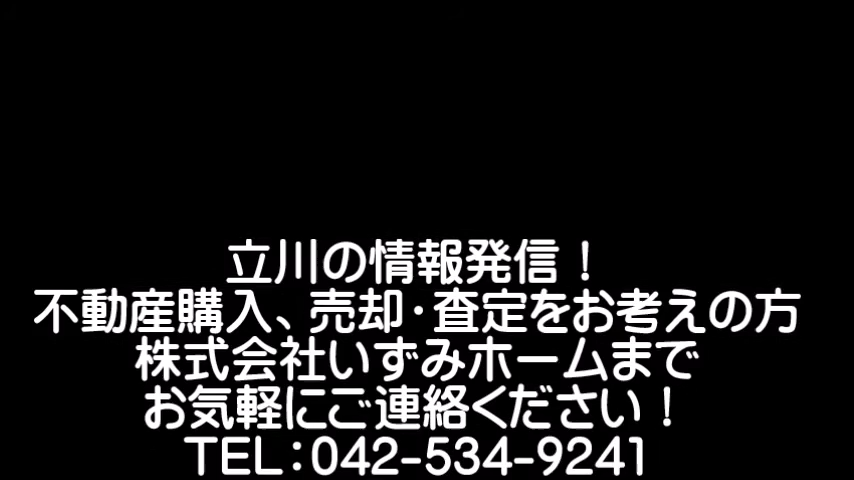 立川の情報発信！
不動産購入、売却・査定をお考えの方
株式会社いずみホームまで
お気軽にご連絡ください！
TEL：042-534-9241